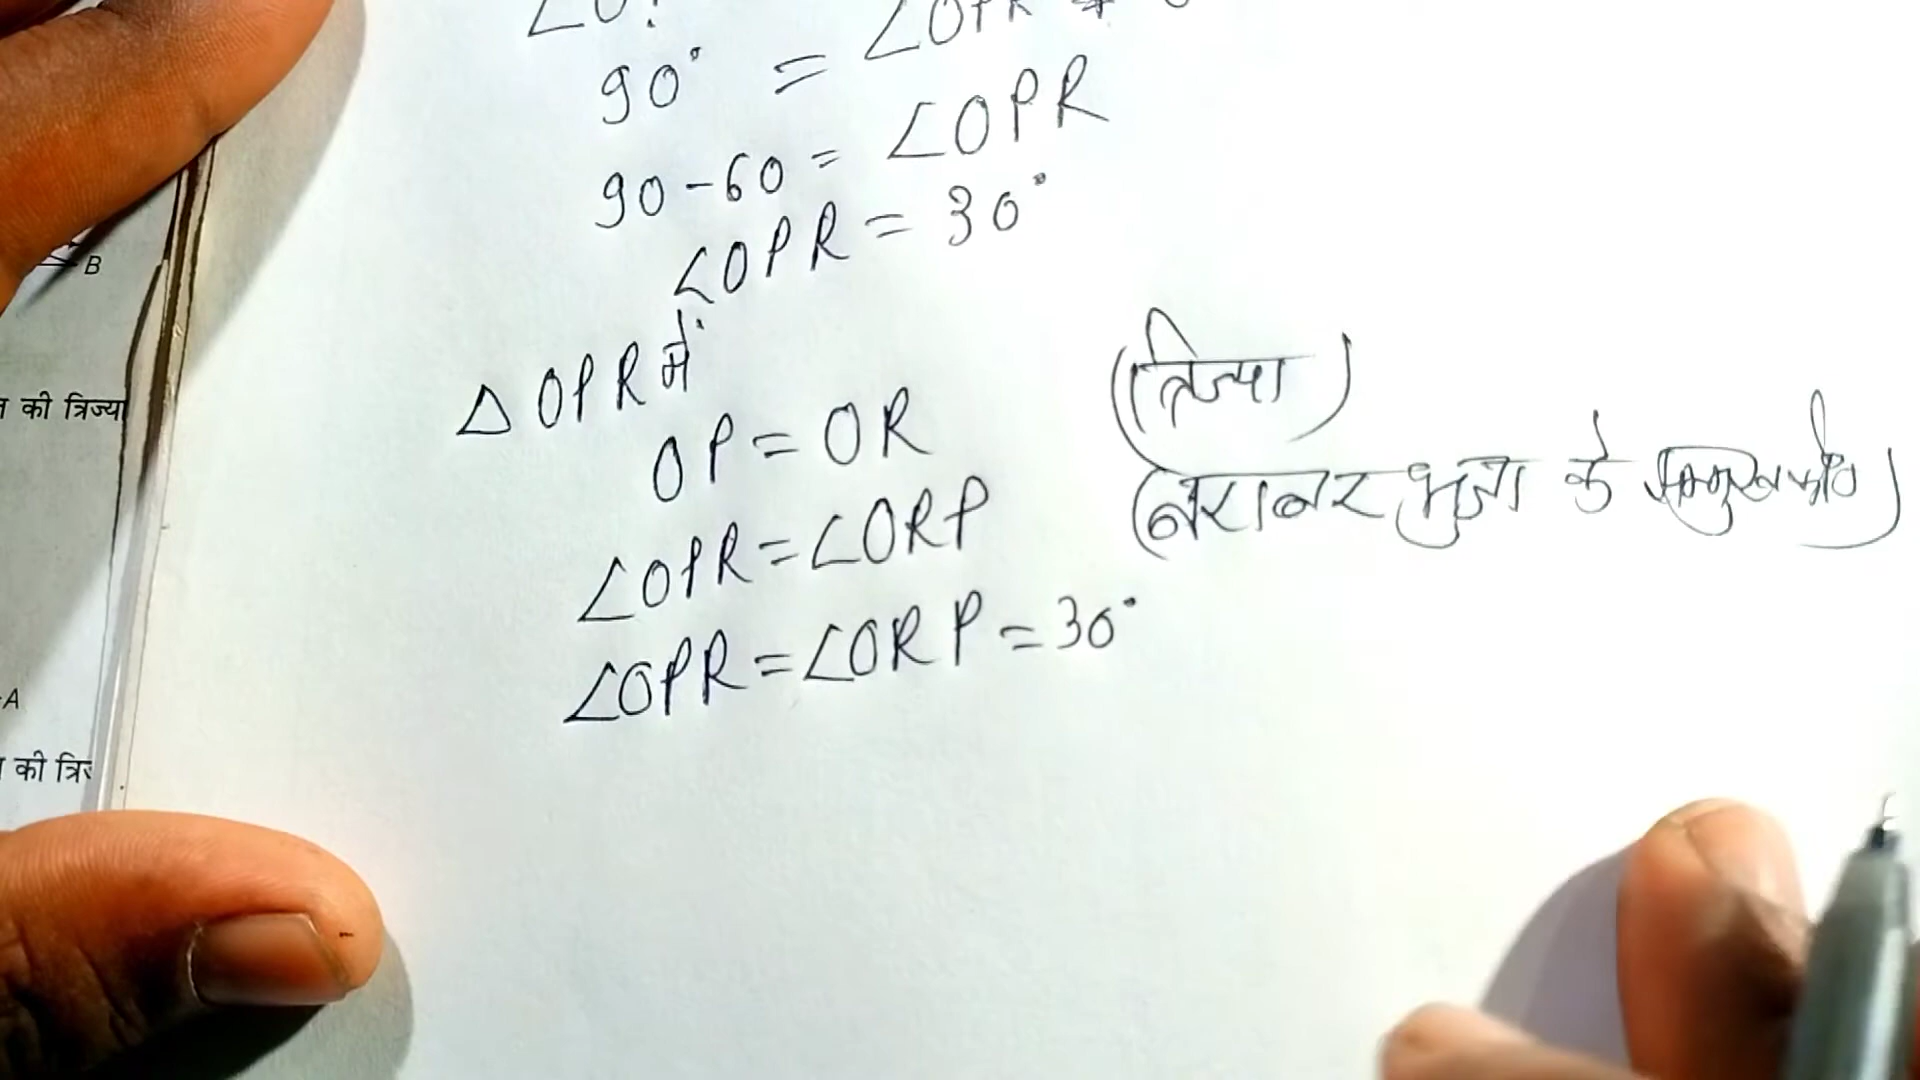 90° = ∠OPR +
90-60 = ∠OPR
∠OPR = 30°
△OPR में
OP = OR (त्रिज्या)
∠OPR = ∠ORP (बराबर भुजा के सम्मुख कोण)
∠OPR = ∠ORP = 30°
B
की त्रिज्या
A
की